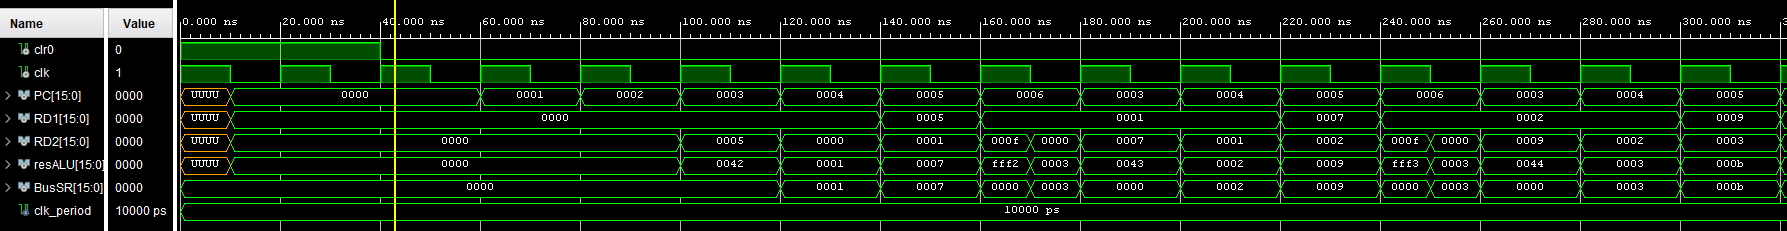 Name Value 0.000 ns 20.000 ns 40.000 ns 60.000 ns 80.000 ns 100.000 ns 120.000 ns 140.000 ns 160.000 ns 180.000 ns 200.000 ns 220.000 ns 240.000 ns 260.000 ns 280.000 ns 300.000 ns
clr0 0
clk 1
PC[15:0] 0000 UUUU 0000 0001 0002 0003 0004 0005 0006 0003 0004 0005 0006 0003 0004 0005
RD1[15:0] 0000 UUUU 0000 0005 0001 0007 0002 0009
RD2[15:0] 0000 UUUU 0000 0005 0000 0001 000f 0000 0007 0001 0002 000f 0000 0009 0002 0003
resALU[15:0] 0000 UUUU 0000 0042 0001 0007 fff2 0003 0043 0002 0009 fff3 0003 0044 0003 000b
BusSR[15:0] 0000 0000 0001 0007 0000 0003 0000 0002 0009 0000 0003 0000 0003 000b
clk_period 10000 ps 10000 ps